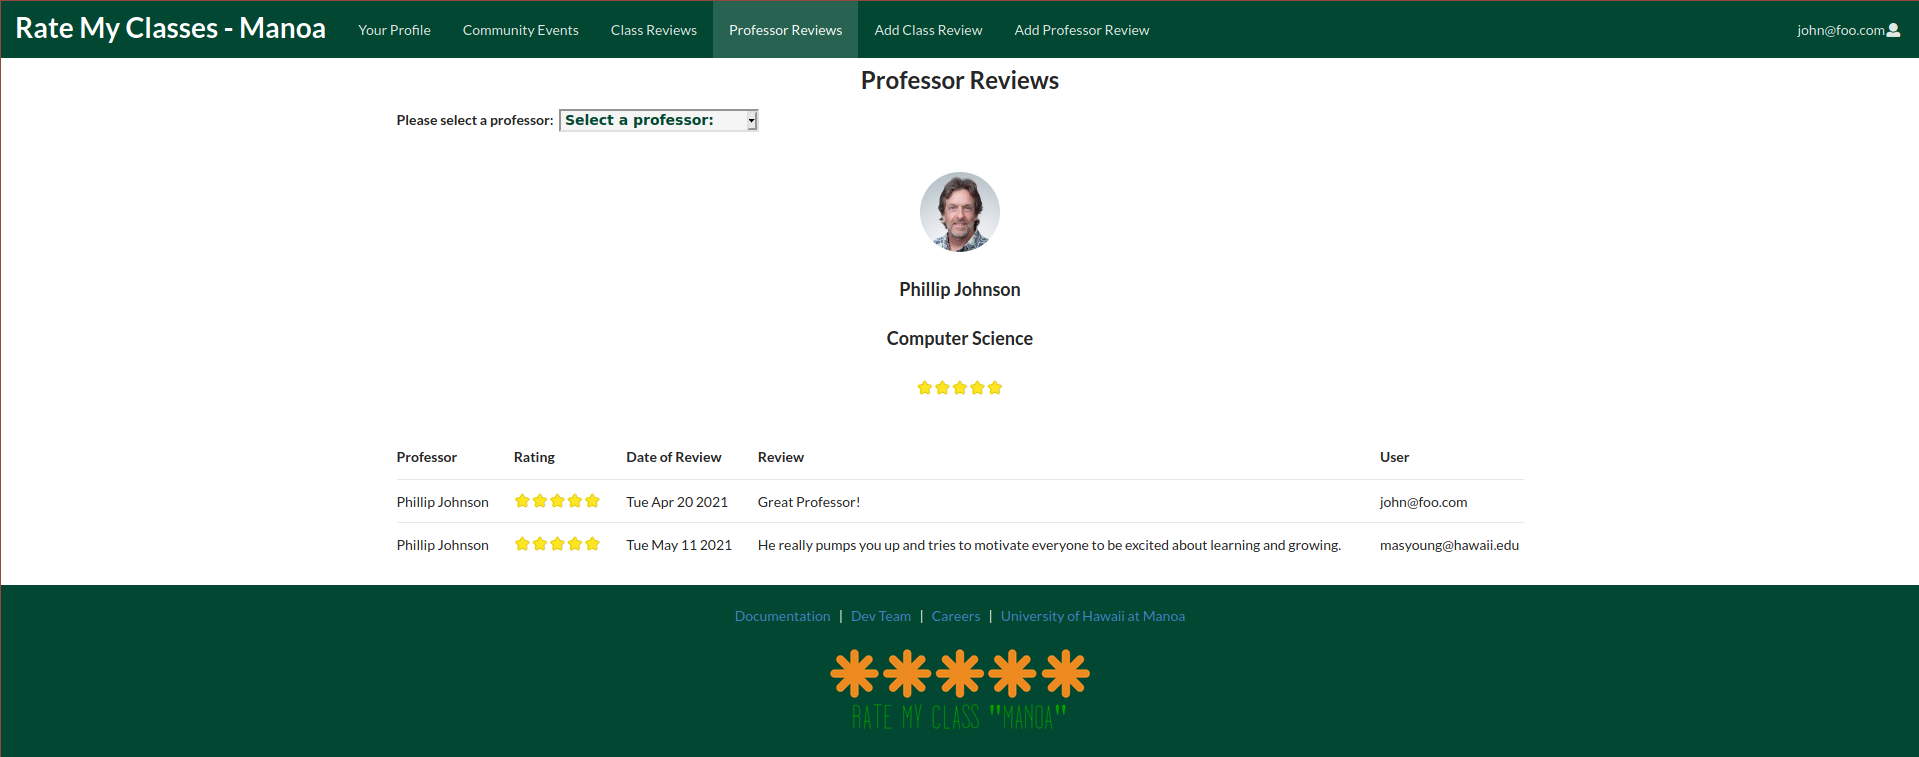 Rate My Classes - Manoa Your Profile Community Events Class Reviews Professor Reviews Add Class Review Add Professor Review john@foo.com
Professor Reviews
Please select a professor: Select a professor:
Phillip Johnson
Computer Science
Professor Rating Date of Review Review User
Phillip Johnson Tue Apr 20 2021 Great Professor! john@foo.com
Phillip Johnson Tue May 11 2021 He really pumps you up and tries to motivate everyone to be excited about learning and growing. masyoung@hawaii.edu
Documentation | Dev Team | Careers | University of Hawaii at Manoa
RATE MY CLASS "MANOA"